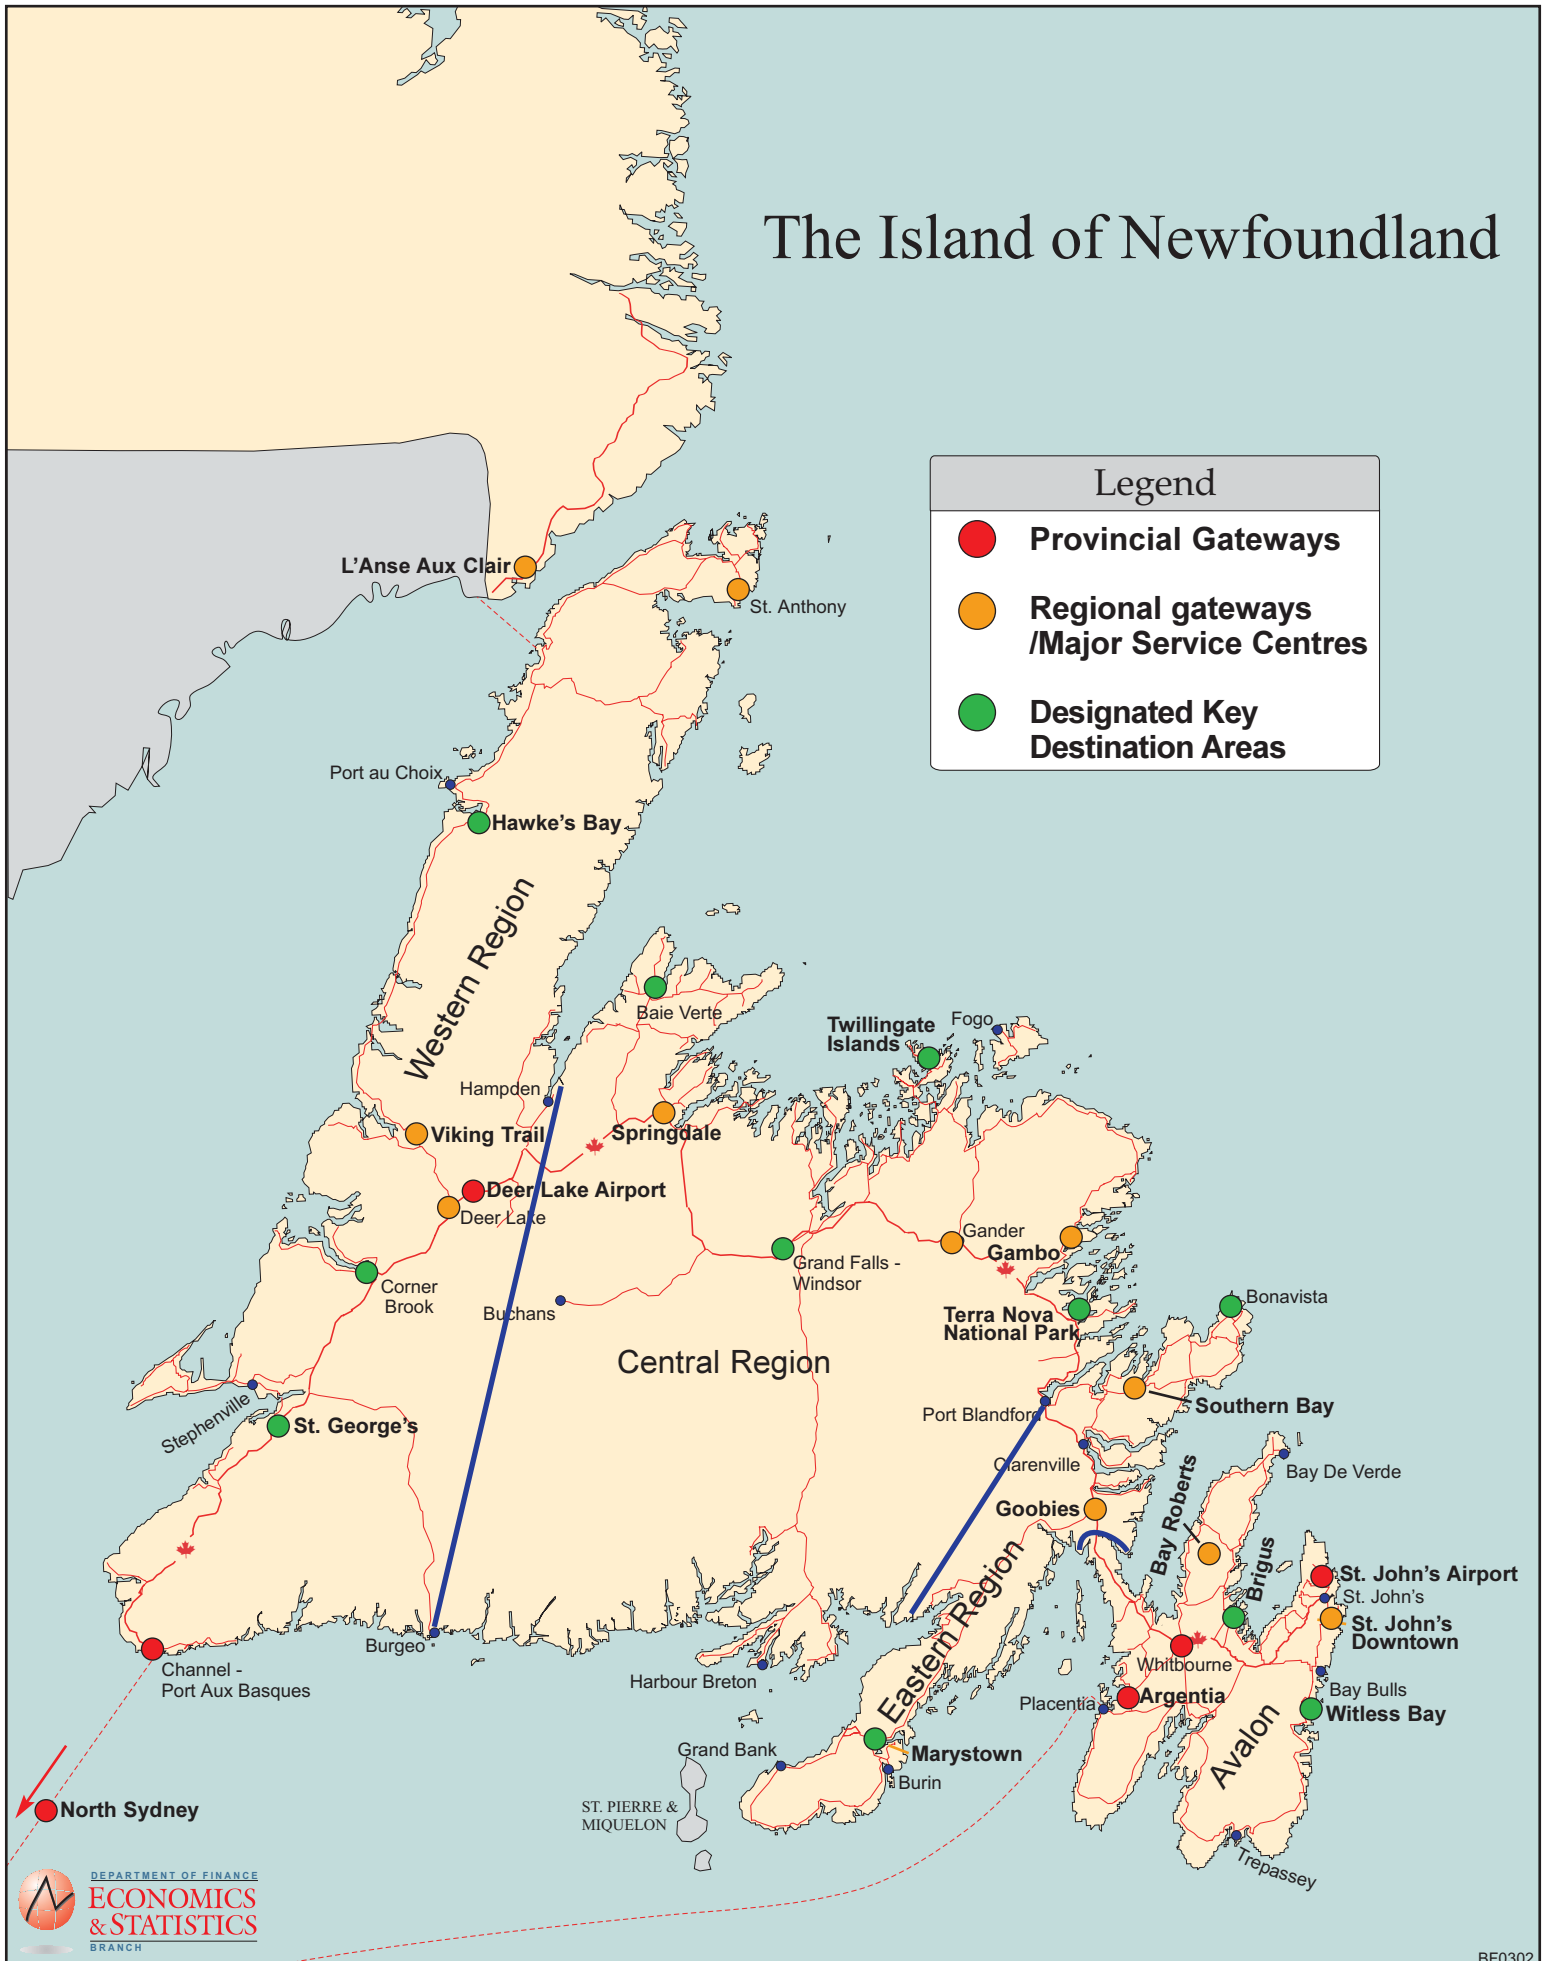 The Island of Newfoundland
Legend
Provincial Gateways
Regional gateways
/Major Service Centres
Designated Key
Destination Areas
L'Anse Aux Clair
St. Anthony
Port au Choix
Hawke's Bay
Western Region
Baie Verte
Twillingate
Islands
Fogo
Hampden
Viking Trail
Springdale
Deer Lake Airport
Deer Lake
Gander
Gambo
Grand Falls -
Windsor
Corner
Brook
Buchans
Terra Nova
National Park
Bonavista
Central Region
Stephenville
St. George's
Port Blandford
Southern Bay
Clarenville
Bay De Verde
Goobies
Bay Roberts
Brigus
St. John's Airport
St. John's
St. John's
Downtown
Eastern Region
Burgeo
Whitbourne
Channel -
Port Aux Basques
Harbour Breton
Placentia
Argentia
Bay Bulls
Witless Bay
Avalon
Grand Bank
Marystown
Burin
ST. PIERRE &
MIQUELON
North Sydney
Trepassey
DEPARTMENT OF FINANCE
ECONOMICS
&STATISTICS
BRANCH
BF0302